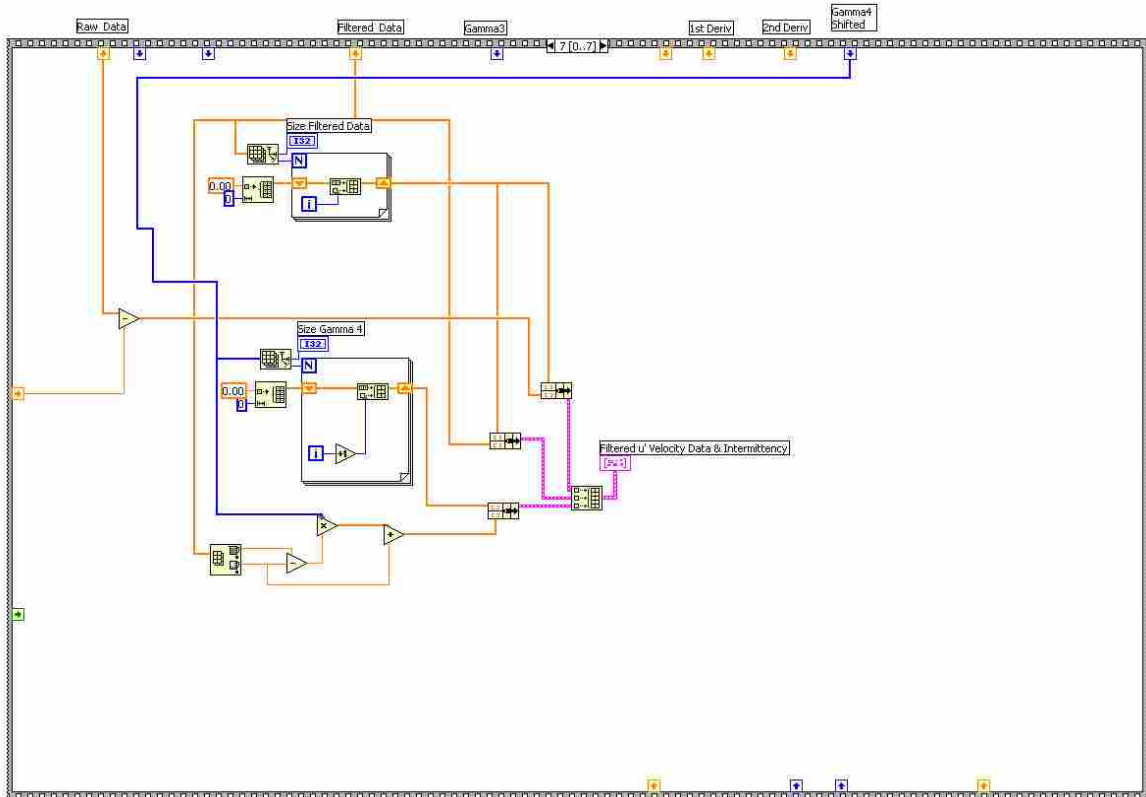 Raw Data
Filtered Data
Gamma3
1st Deriv
2nd Deriv
Gamma4
Shifted
7 [0..7]
Size Filtered Data
I32
N
0.00
0
i
Size Gamma 4
I32
N
0.00
0
i
+1
Filtered u' Velocity Data & Intermittency